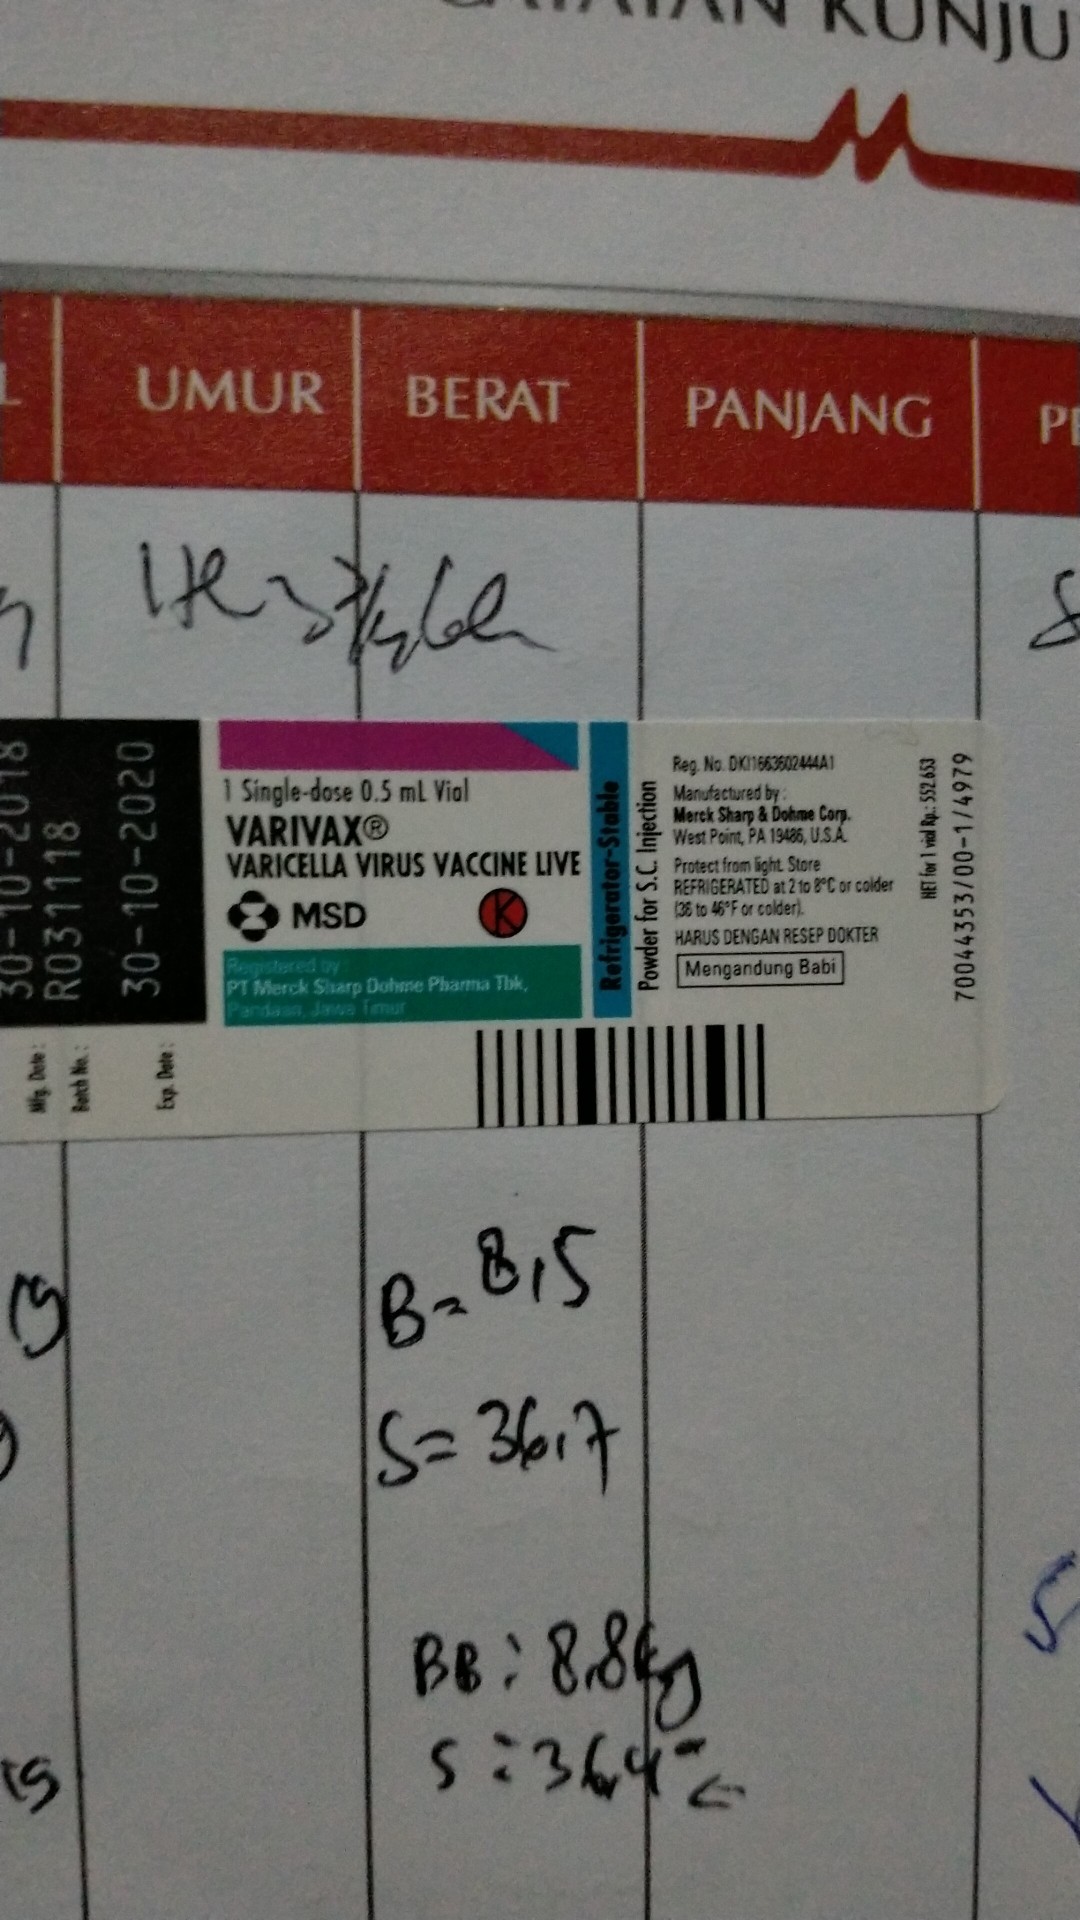 KUNJU
UMUR BERAT PANJANG
30-10-2018
R031118
30-10-2020
Mfg. Date :
Batch No. :
Exp. Date :
1 Single-dose 0.5 mL Vial
VARIVAX®
VARICELLA VIRUS VACCINE LIVE
MSD
K
Registered by :
PT Merck Sharp Dohme Pharma Tbk,
Pandaan, Jawa Timur
Refrigerator-Stable
Powder for S.C. Injection
Reg. No. DKI1663602444A1
Manufactured by :
Merck Sharp & Dohme Corp.
West Point, PA 19486, U.S.A.
Protect from light. Store
REFRIGERATED at 2 to 8°C or colder
(36 to 46°F or colder).
HARUS DENGAN RESEP DOKTER
Mengandung Babi
HET for 1 vial Rp.: 552.653
70044353/00-1/4979
B= 8,5
S= 36,7
BB : 8,8 kg
S : 36,4°C